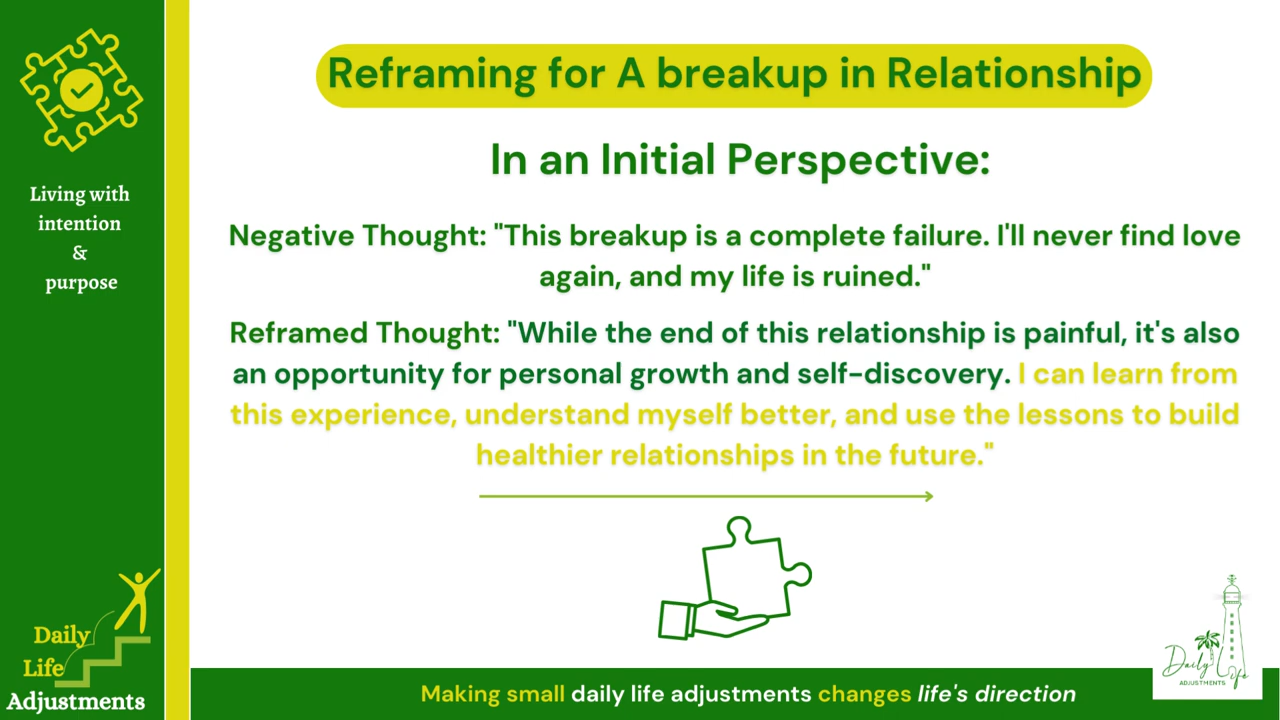 Living with
intention
&
purpose
Daily
Life
Adjustments
Reframing for A breakup in Relationship
In an Initial Perspective:
Negative Thought: "This breakup is a complete failure. I'll never find love
again, and my life is ruined."
Reframed Thought: "While the end of this relationship is painful, it's also
an opportunity for personal growth and self-discovery. I can learn from
this experience, understand myself better, and use the lessons to build
healthier relationships in the future."
Making small daily life adjustments changes life's direction
Daily Life
ADJUSTMENTS